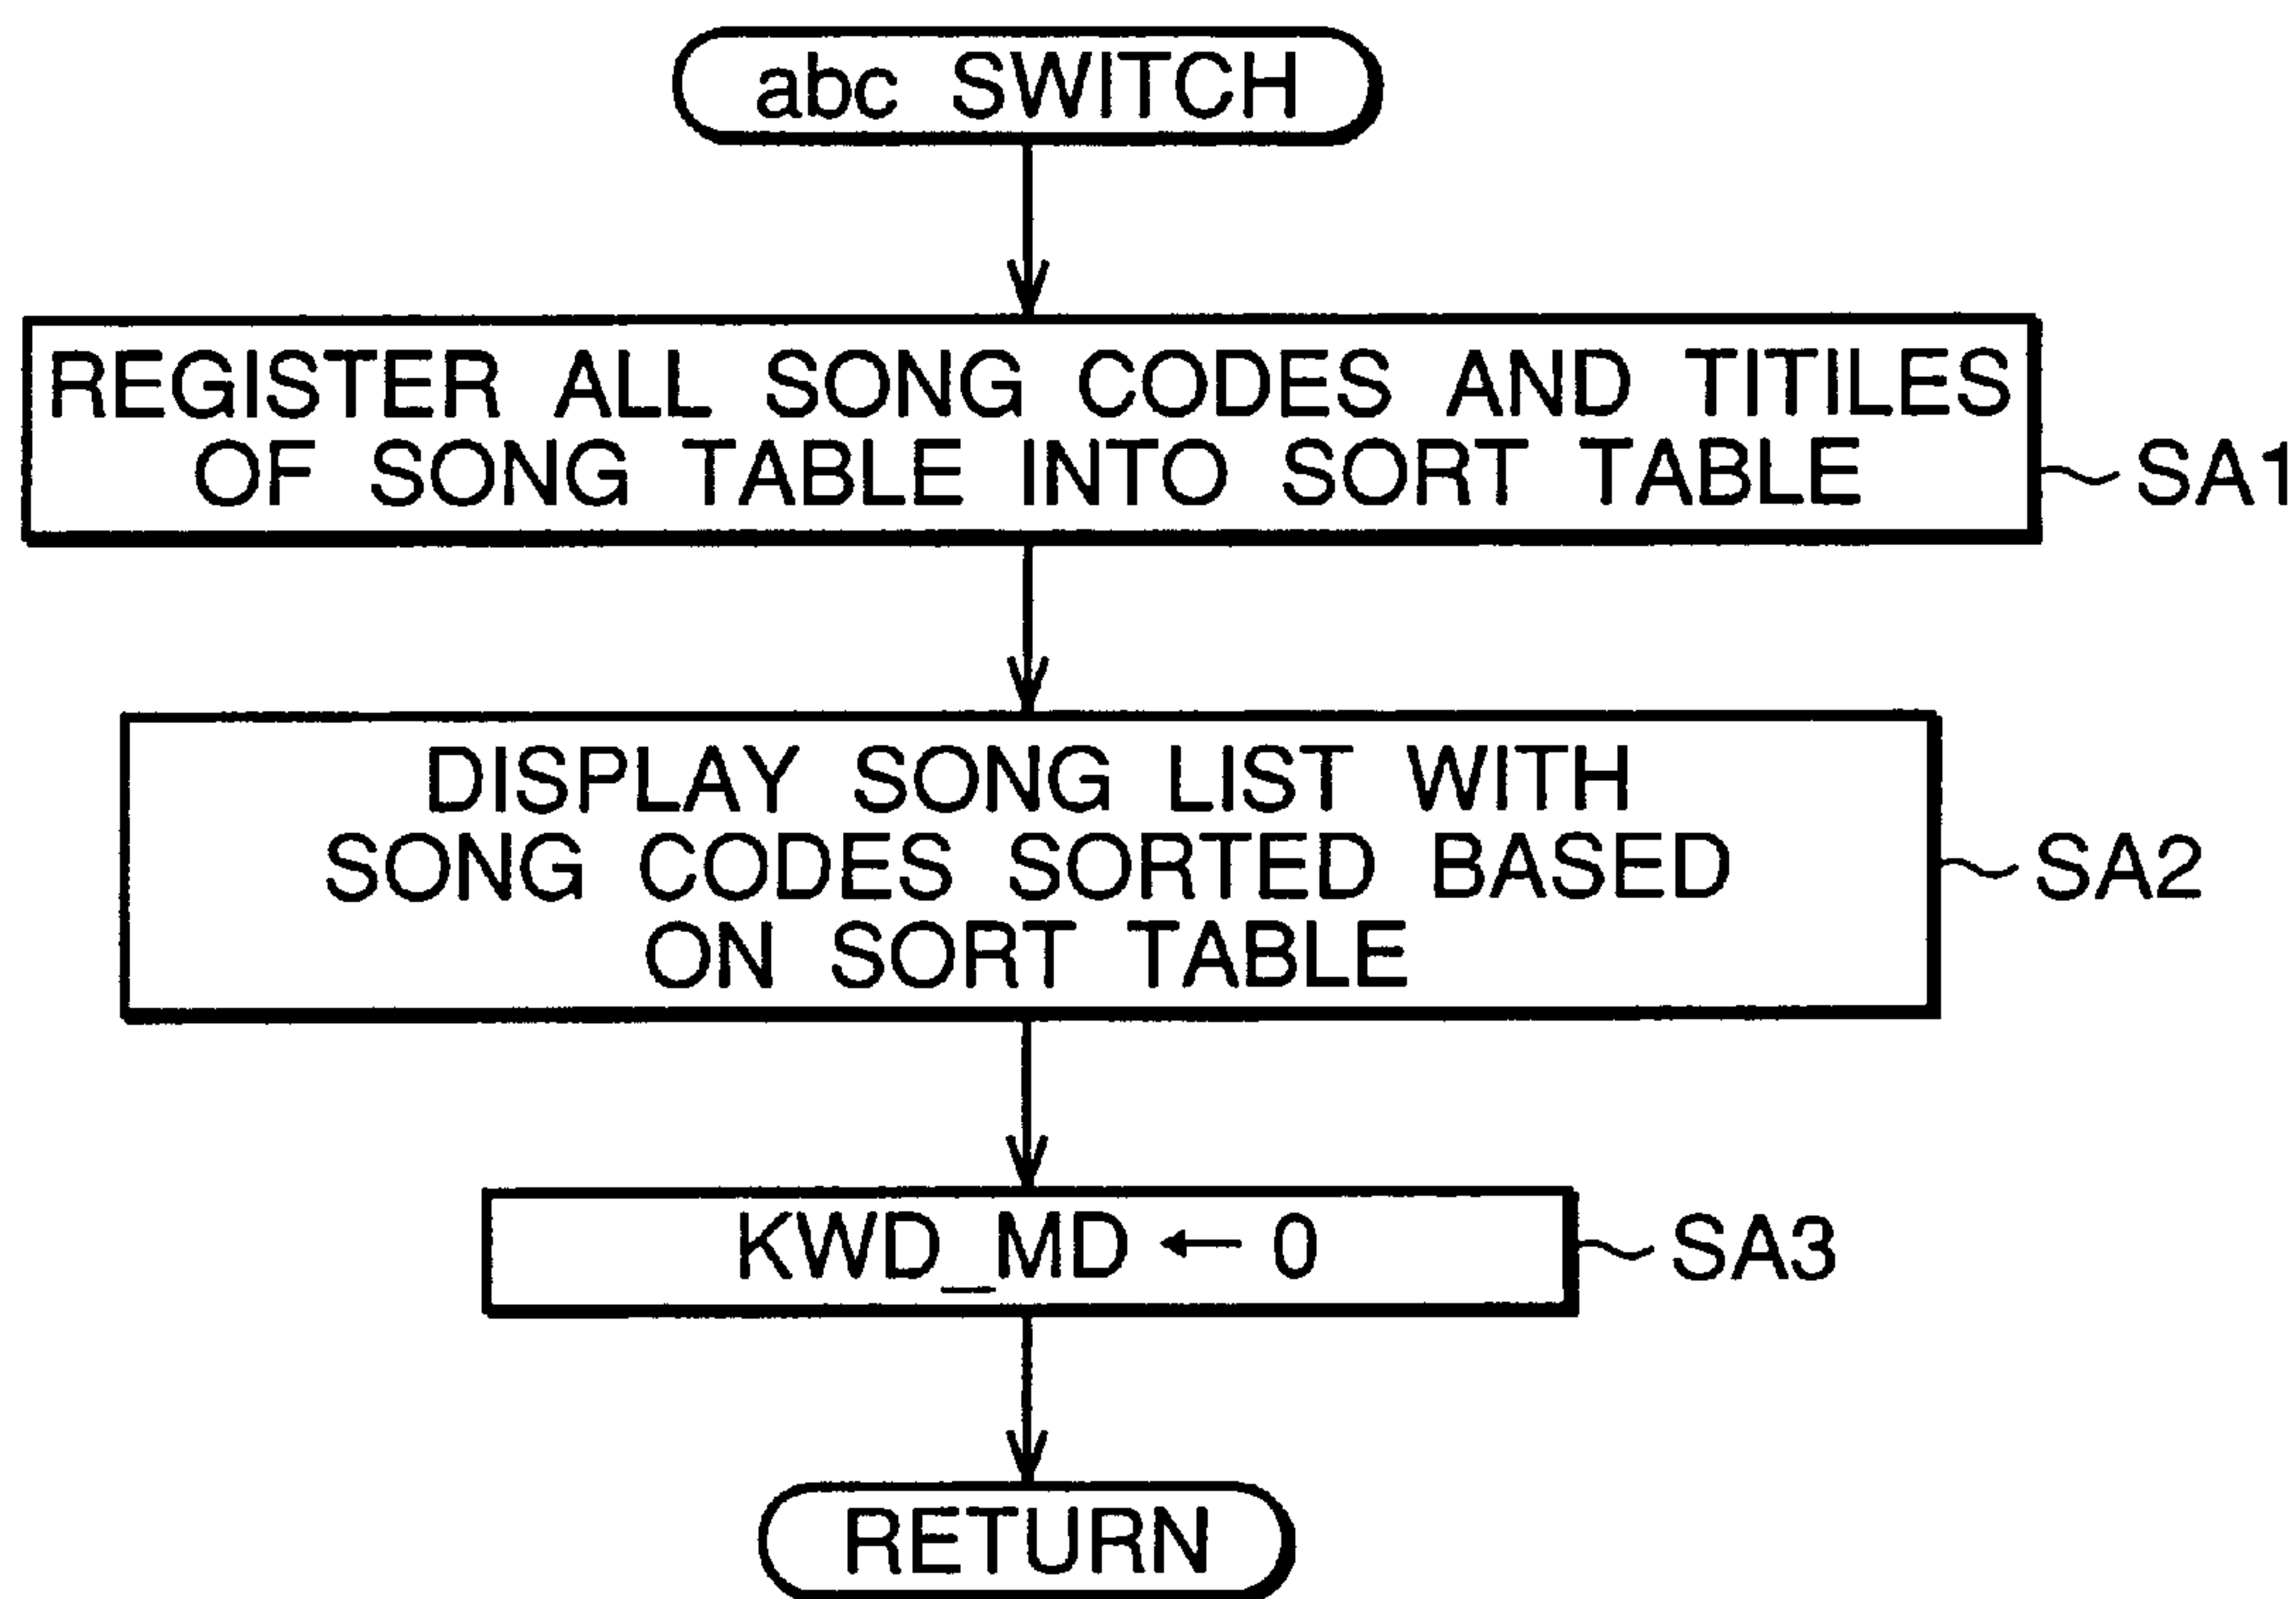 abc SWITCH
REGISTER ALL SONG CODES AND TITILES
OF SONG TABLE INTO SORT TABLE
SA1
DISPLAY SONG LIST WITH
SONG CODES SORTED BASED
ON SORT TABLE
SA2
KWD_MD ← 0
SA3
RETURN